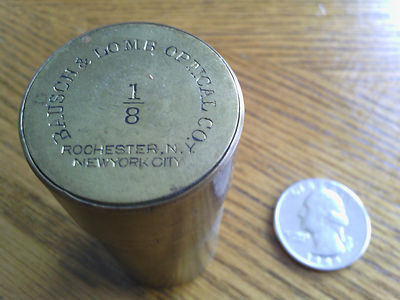 BAUSCH & LOMB OPTICAL CO.
1
8
ROCHESTER, N.Y.
NEW YORK CITY